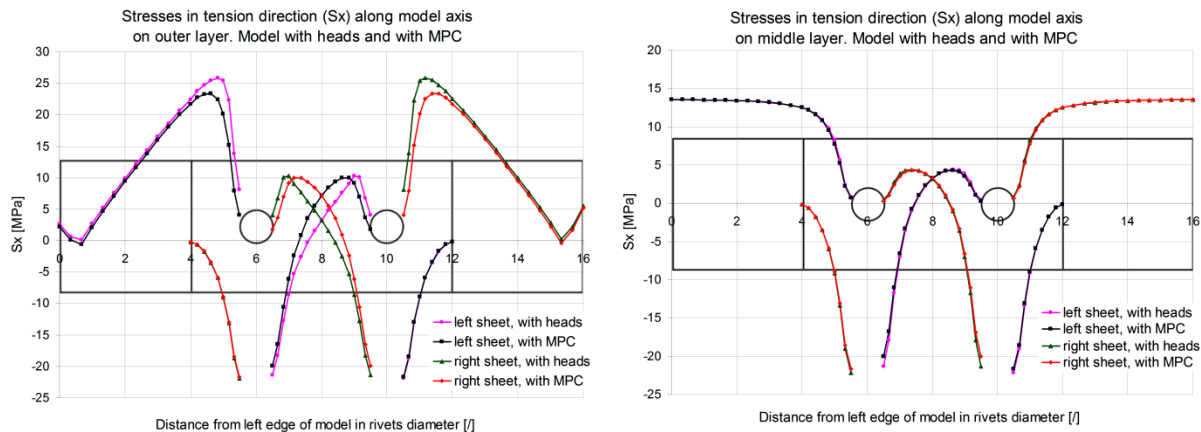 Stresses in tension direction (Sx) along model axis
on outer layer. Model with heads and with MPC
30
25
20
15
10
5
0
-5
-10
-15
-20
-25
Sx [MPa]
0 2 4 6 8 10 12 14 16
left sheet, with heads
left sheet, with MPC
right sheet, with heads
right sheet, with MPC
Distance from left edge of model in rivets diameter [/]
Stresses in tension direction (Sx) along model axis
on middle layer. Model with heads and with MPC
20
15
10
5
0
-5
-10
-15
-20
-25
Sx [MPa]
0 2 4 6 8 10 12 14 16
left sheet, with heads
left sheet, with MPC
right sheet, with heads
right sheet, with MPC
Distance from left edge of model in rivets diameter [/]